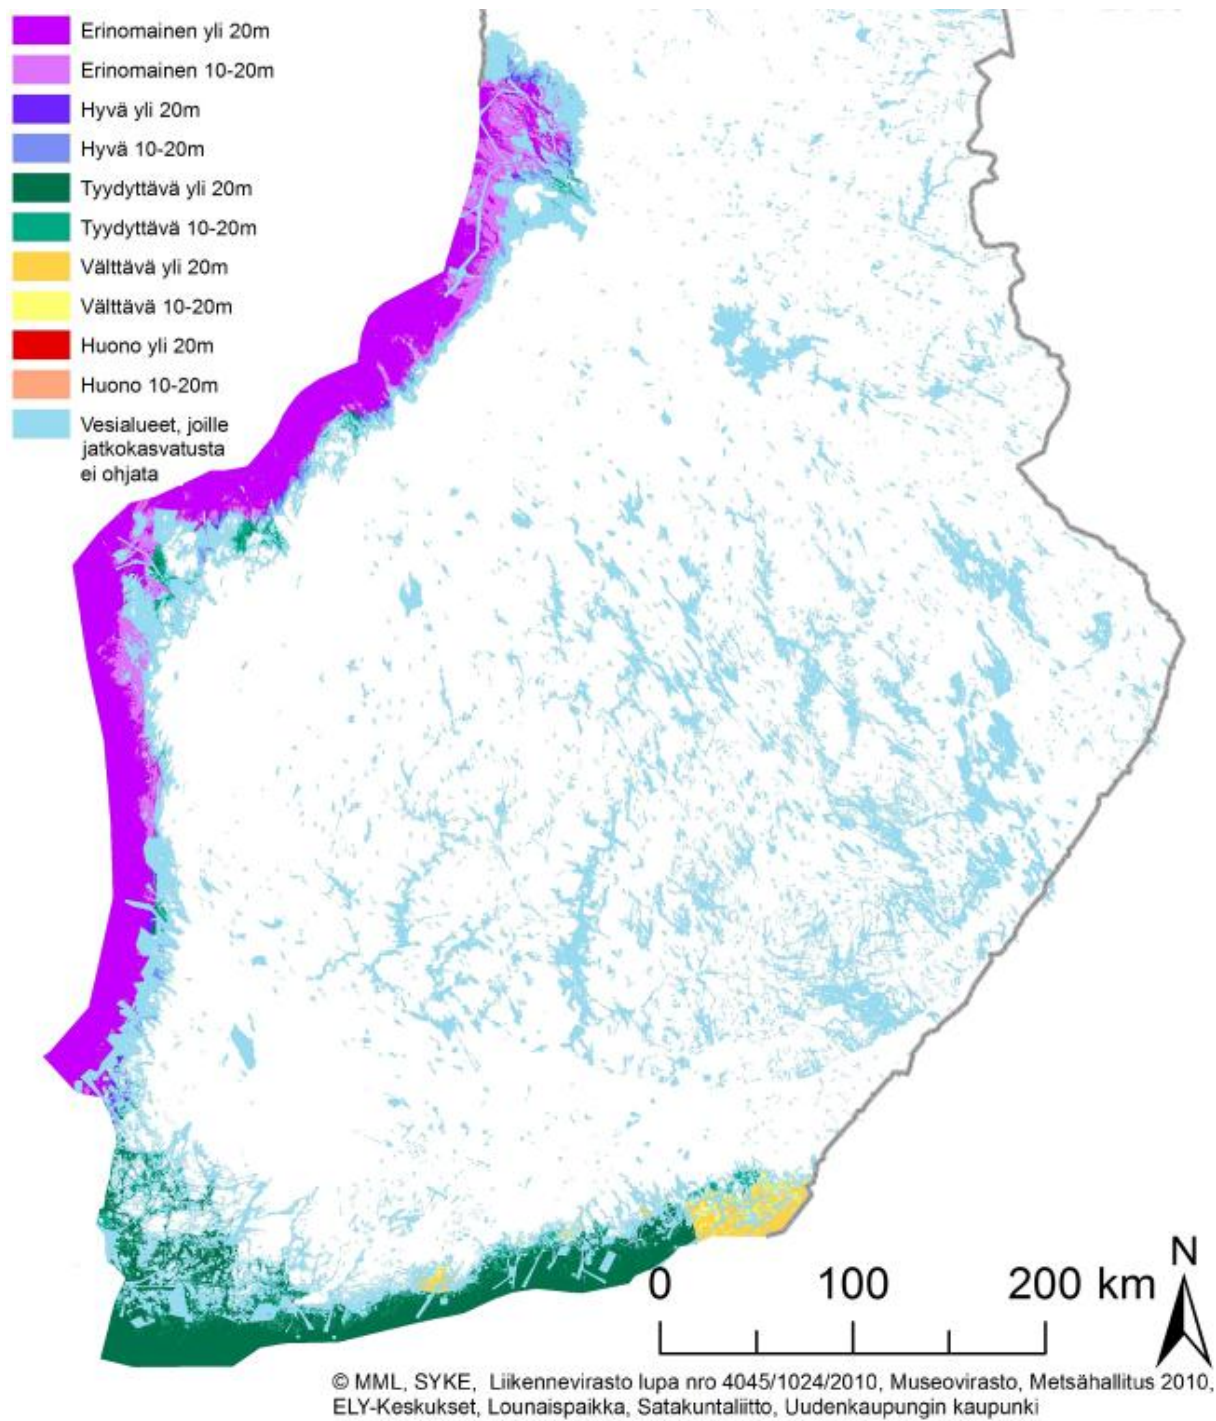 Erinomainen yli 20m
Erinomainen 10-20m
Hyvä yli 20m
Hyvä 10-20m
Tyydyttävä yli 20m
Tyydyttävä 10-20m
Välttävä yli 20m
Välttävä 10-20m
Huono yli 20m
Huono 10-20m
Vesialueet, joille
jatkokasvatusta
ei ohjata
N
0 100 200 km
© MML, SYKE, Liikennevirasto lupa nro 4045/1024/2010, Museovirasto, Metsähallitus 2010,
ELY-Keskukset, Lounaispaikka, Satakuntaliitto, Uudenkaupungin kaupunki